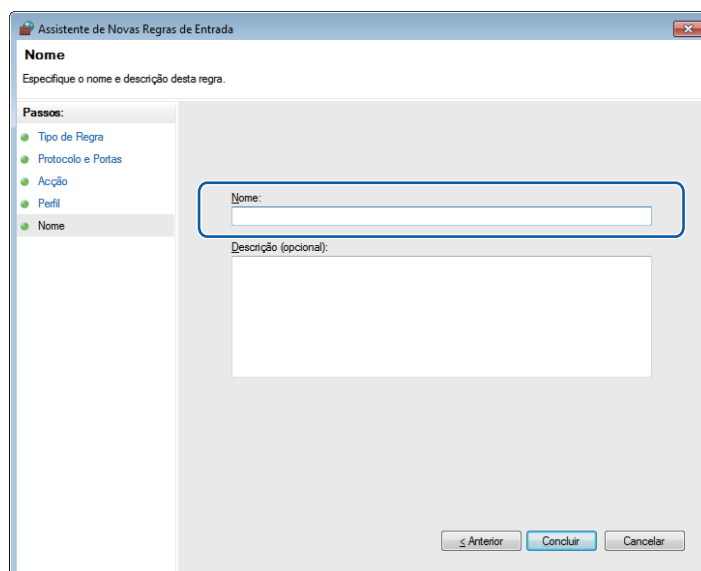 Assistente de Novas Regras de Entrada
Nome
Especifique o nome e descrição desta regra.
Passos:
Tipo de Regra
Protocolo e Portas
Acção
Perfil
Nome
Nome:
Descrição (opcional):
< Anterior
Concluir
Cancelar